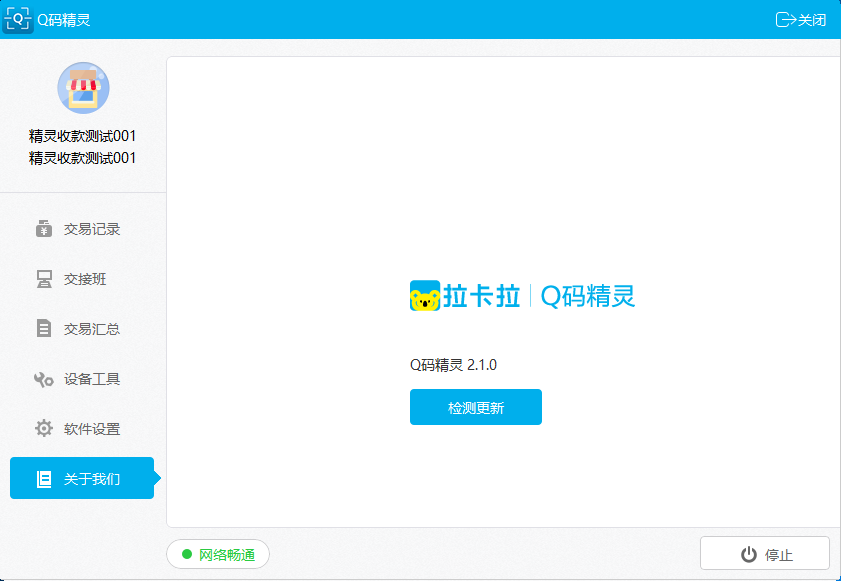 Q码精灵
关闭
精灵收款测试001
精灵收款测试001
交易记录
交接班
交易汇总
设备工具
软件设置
关于我们
拉卡拉 | Q码精灵
Q码精灵 2.1.0
检测更新
网络畅通
停止